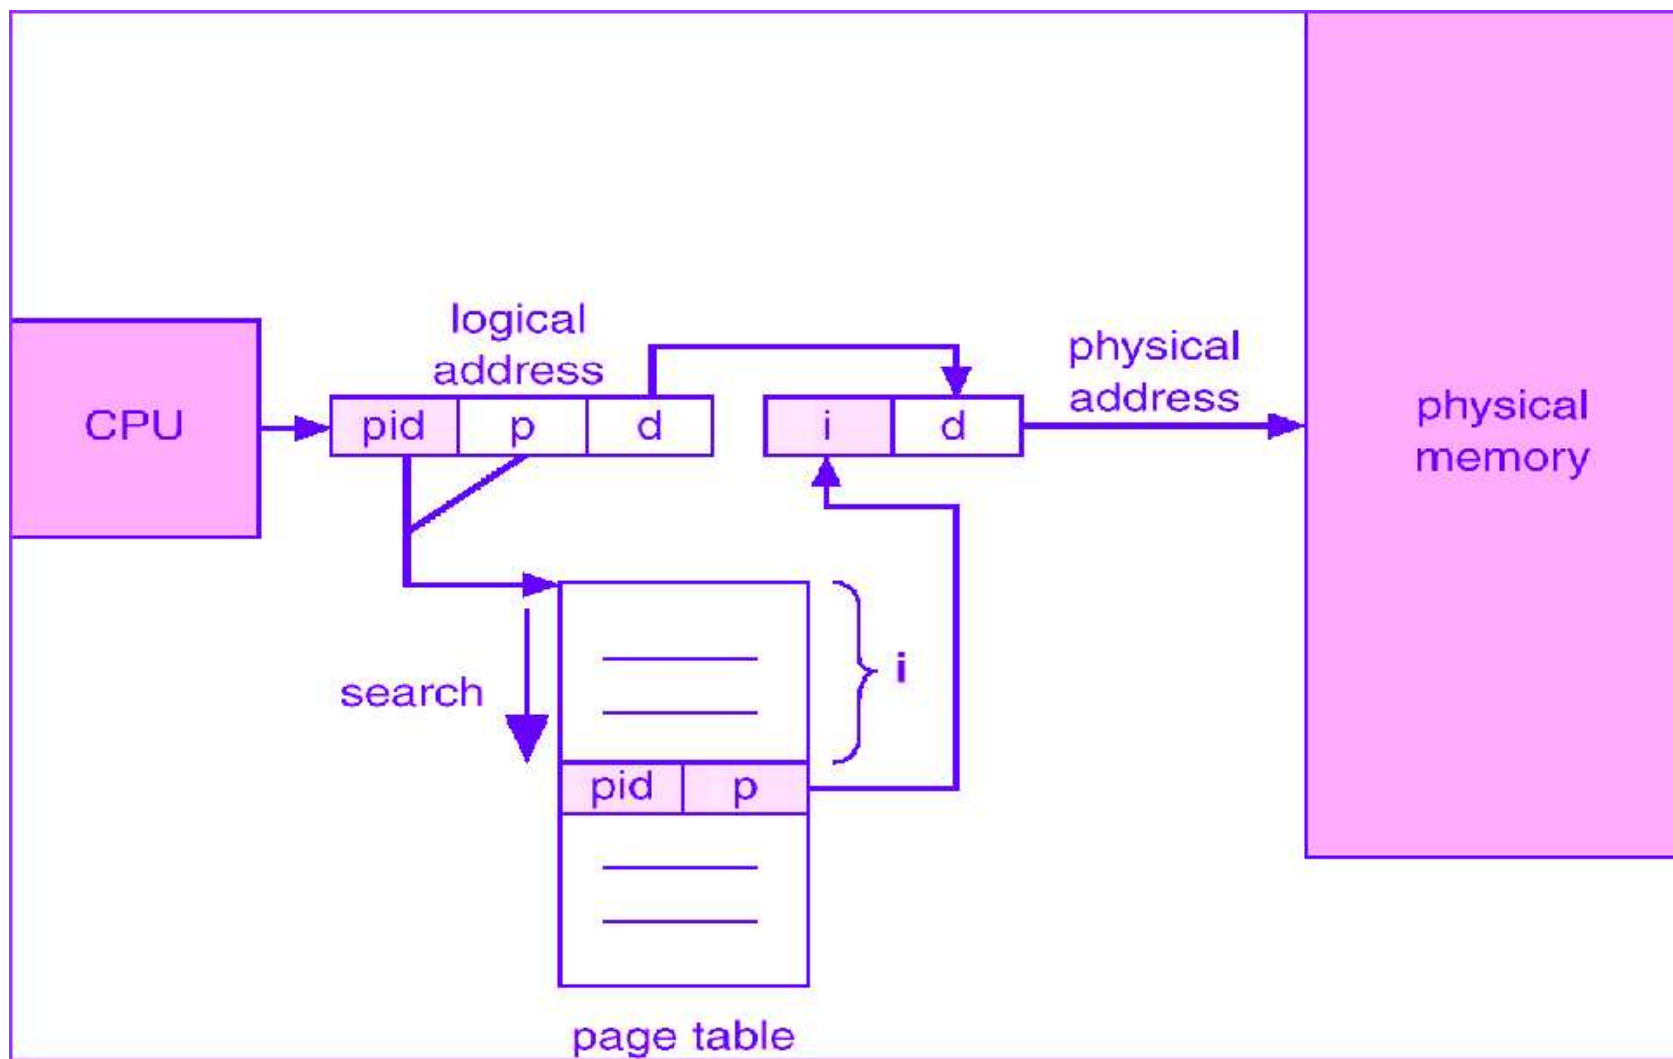 logical
address
physical
address
CPU
pid p d
i d
physical
memory
search
i
pid p
page table